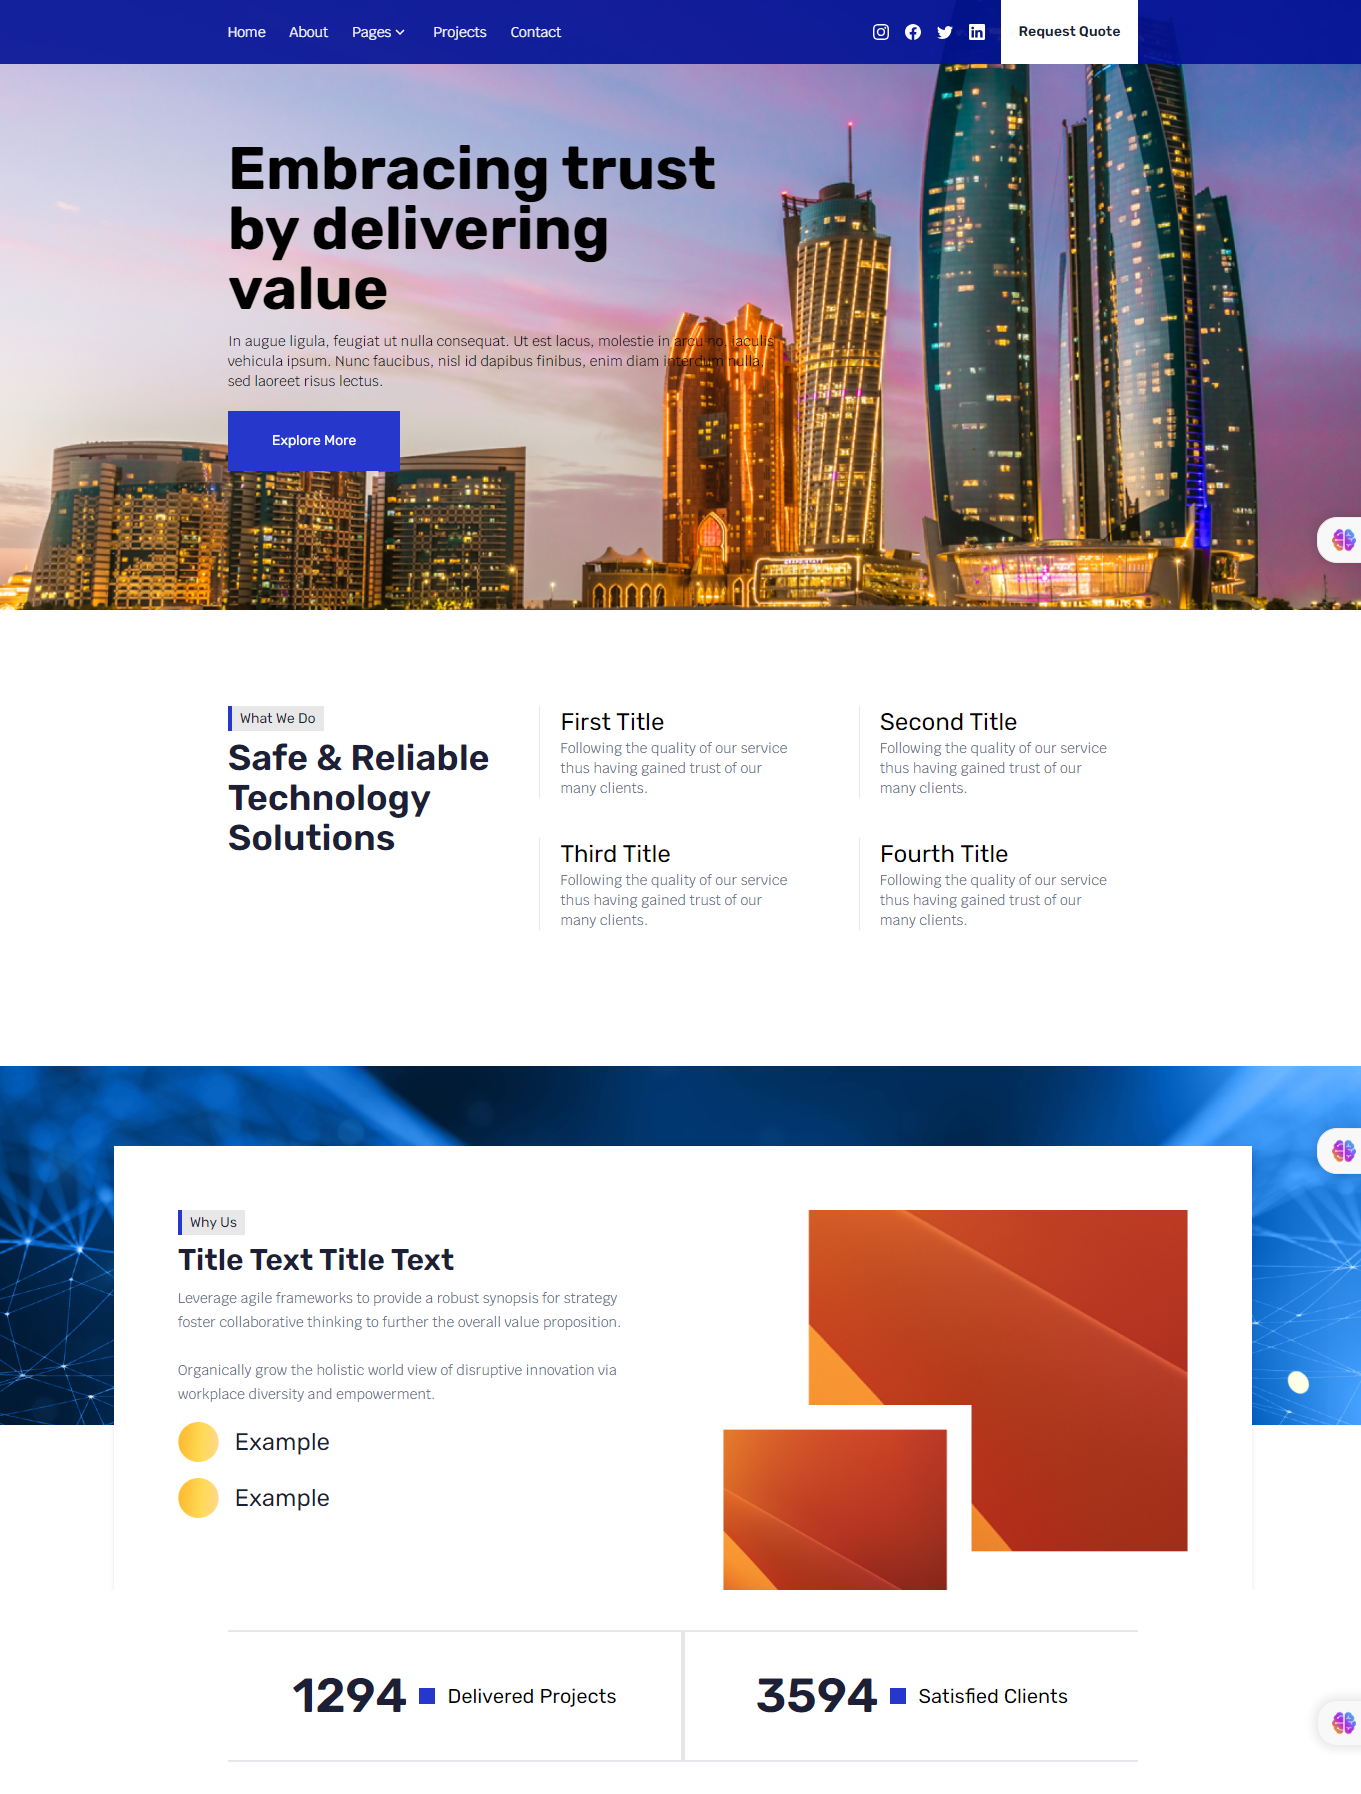 Home About Pages Projects Contact Request Quote
Embracing trust
by delivering
value
In augue ligula, feugiat ut nulla consequat. Ut est lacus, molestie in arcu no, iaculis
vehicula ipsum. Nunc faucibus, nisl id dapibus finibus, enim diam interdum nulla,
sed laoreet risus lectus.
Explore More
What We Do
Safe & Reliable
Technology
Solutions
First Title
Following the quality of our service
thus having gained trust of our
many clients.
Second Title
Following the quality of our service
thus having gained trust of our
many clients.
Third Title
Following the quality of our service
thus having gained trust of our
many clients.
Fourth Title
Following the quality of our service
thus having gained trust of our
many clients.
Why Us
Title Text Title Text
Leverage agile frameworks to provide a robust synopsis for strategy
foster collaborative thinking to further the overall value proposition.
Organically grow the holistic world view of disruptive innovation via
workplace diversity and empowerment.
Example
Example
1294 Delivered Projects
3594 Satisfied Clients